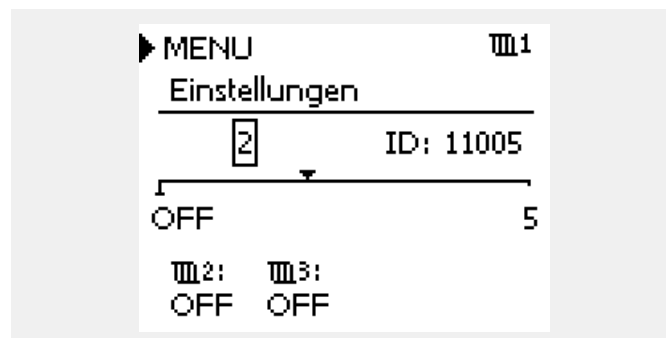 MENU 1
Einstellungen
2 ID: 11005
OFF 5
2: 3:
OFF OFF